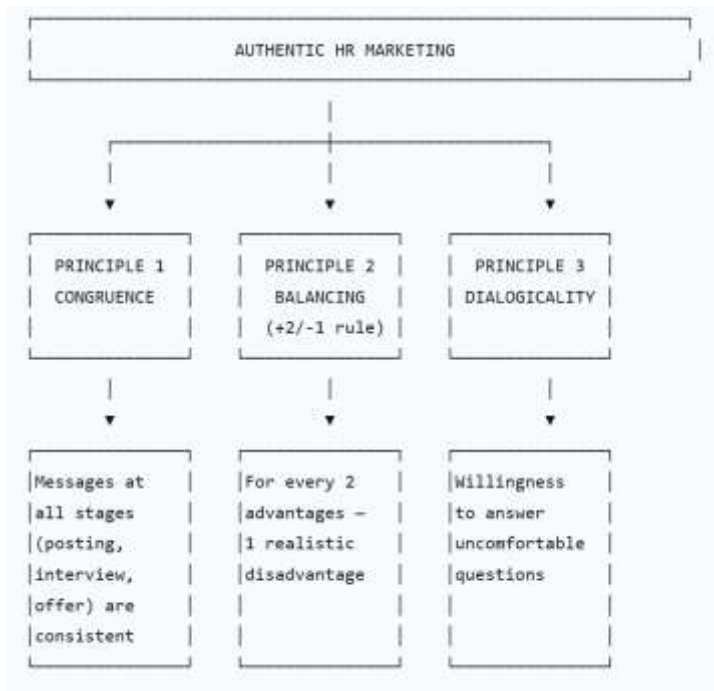 AUTHENTIC HR MARKETING
PRINCIPLE 1
CONGRUENCE
PRINCIPLE 2
BALANCING
(+2/-1 rule)
PRINCIPLE 3
DIALOGICALITY
Messages at
all stages
(posting,
interview,
offer) are
consistent
For every 2
advantages —
1 realistic
disadvantage
Willingness
to answer
uncomfortable
questions